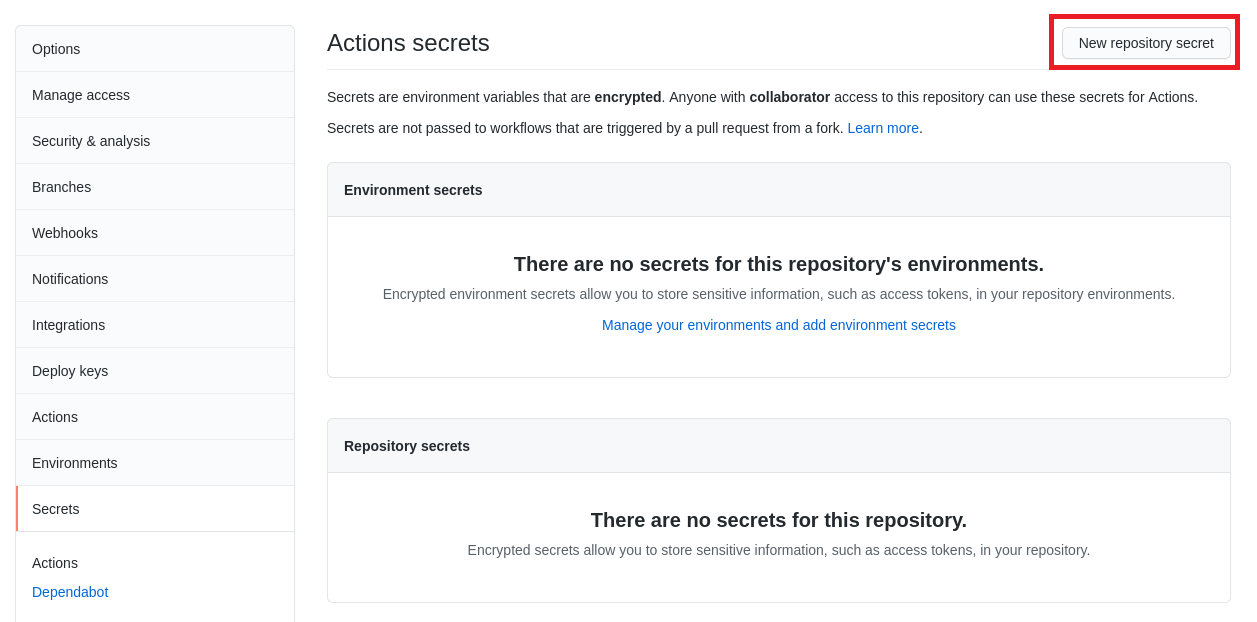 Options
Manage access
Security & analysis
Branches
Webhooks
Notifications
Integrations
Deploy keys
Actions
Environments
Secrets
Actions
Dependabot
Actions secrets
New repository secret
Secrets are environment variables that are encrypted. Anyone with collaborator access to this repository can use these secrets for Actions.
Secrets are not passed to workflows that are triggered by a pull request from a fork. Learn more.
Environment secrets
There are no secrets for this repository's environments.
Encrypted environment secrets allow you to store sensitive information, such as access tokens, in your repository environments.
Manage your environments and add environment secrets
Repository secrets
There are no secrets for this repository.
Encrypted secrets allow you to store sensitive information, such as access tokens, in your repository.